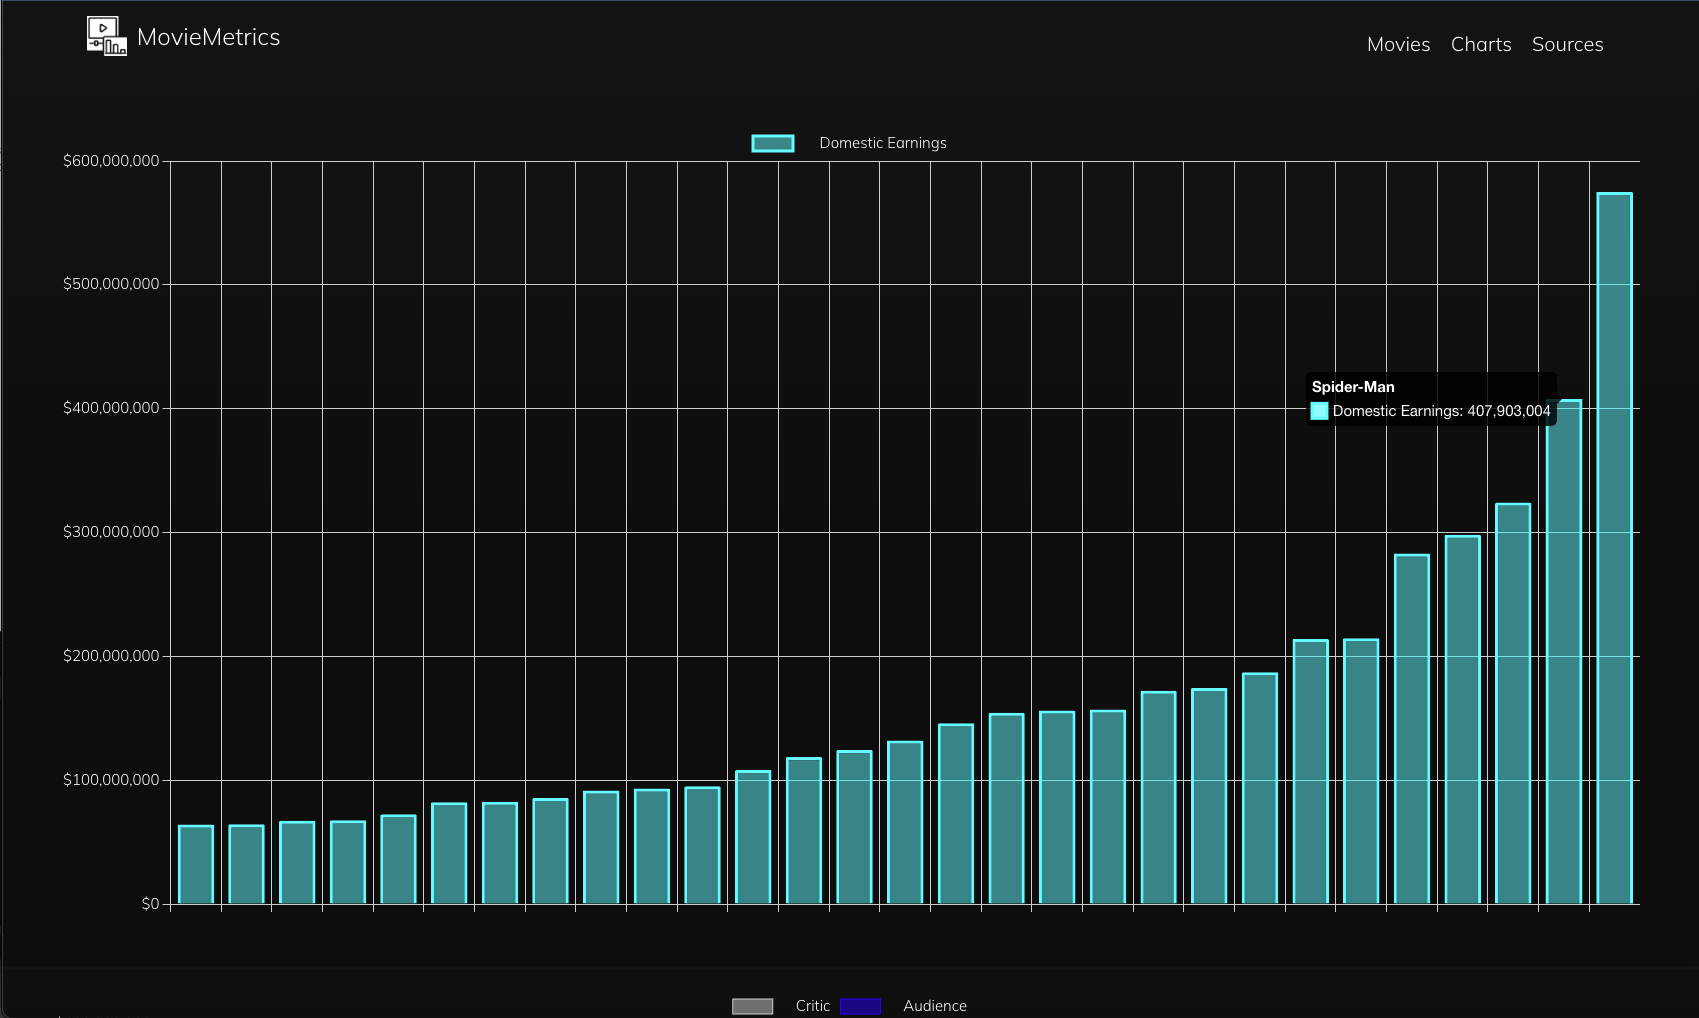 MovieMetrics
Movies Charts Sources
Domestic Earnings
$600,000,000
$500,000,000
$400,000,000
$300,000,000
$200,000,000
$100,000,000
$0
Spider-Man
Domestic Earnings: 407,903,004
Critic Audience